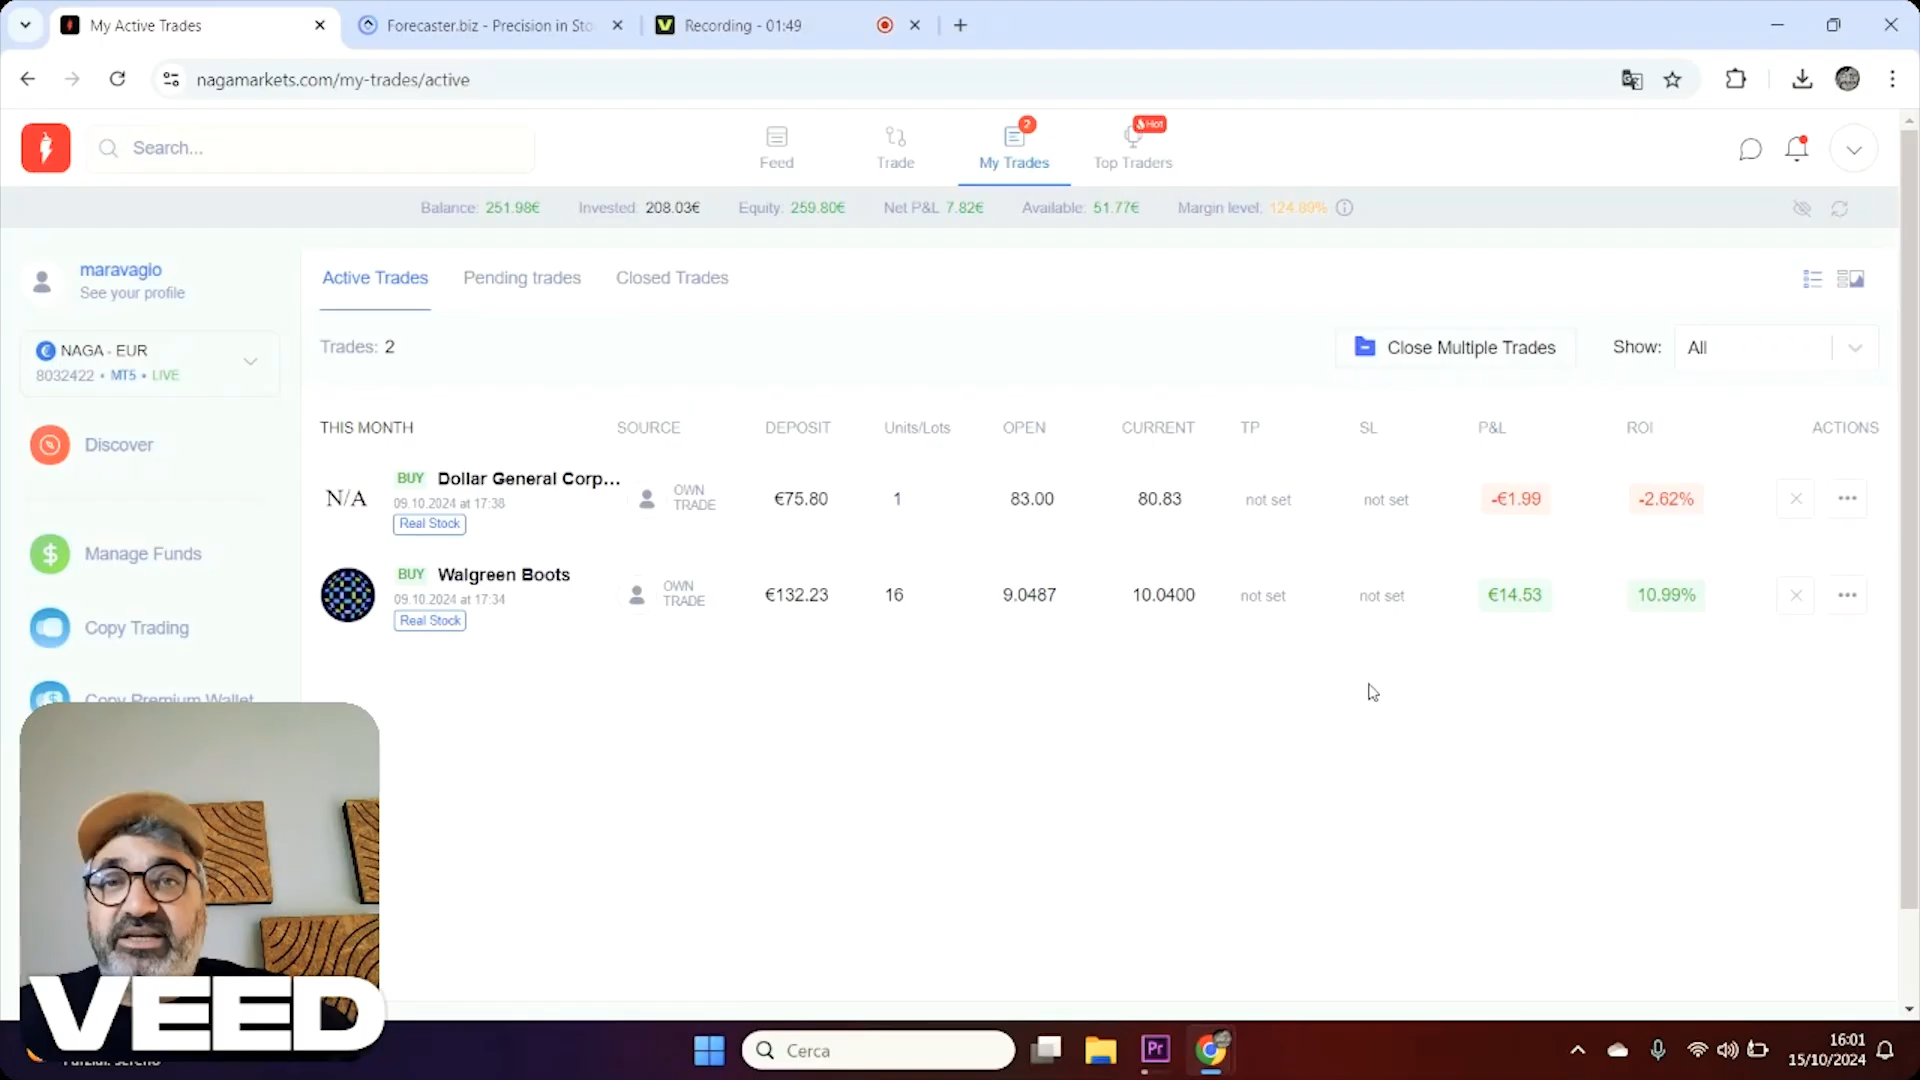 My Active Trades
Forecaster.biz - Precision in Sto
Recording - 01:49
nagamarkets.com/my-trades/active
Search...
Feed
Trade
2
My Trades
Hot
Top Traders
Balance: 251.98€ Invested: 208.03€ Equity: 259.80€ Net P&L 7.82€ Available: 51.77€ Margin level: 124.89%
maravagio
See your profile
NAGA - EUR
8032422 • MT5 • LIVE
Discover
Manage Funds
Copy Trading
Copy Premium Wallet
Active Trades Pending trades Closed Trades
Trades: 2
Close Multiple Trades
Show: All
THIS MONTH SOURCE DEPOSIT Units/Lots OPEN CURRENT TP SL P&L ROI ACTIONS
N/A
BUY Dollar General Corp...
09.10.2024 at 17:38
Real Stock
OWN
TRADE
€75.80 1 83.00 80.83 not set not set -€1.99 -2.62%
BUY Walgreen Boots
09.10.2024 at 17:34
Real Stock
OWN
TRADE
€132.23 16 9.0487 10.0400 not set not set €14.53 10.99%
VEED
Cerca
Pr
16:01
15/10/2024